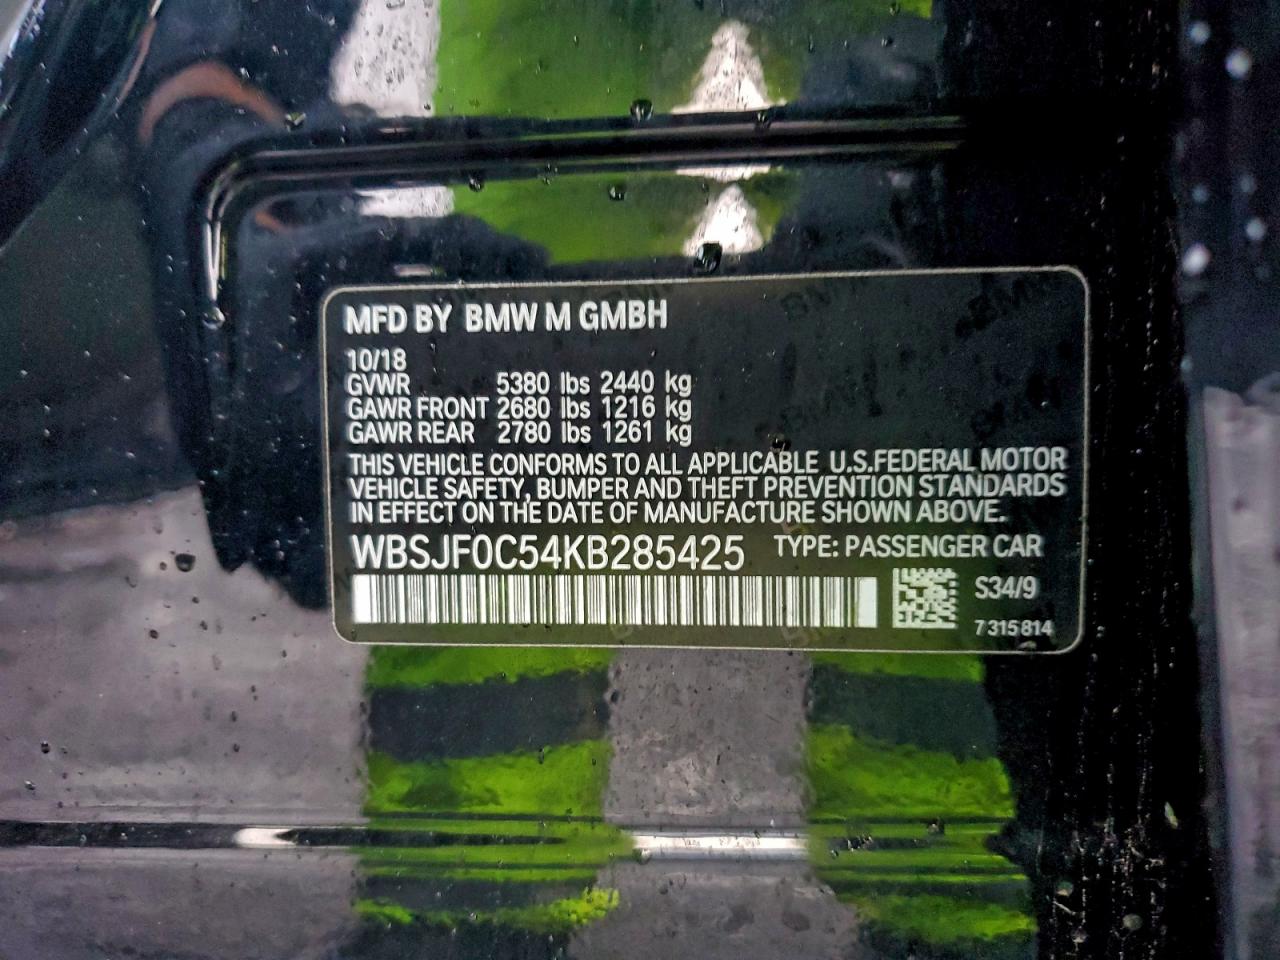 MFD BY BMW M GMBH
10/18
GVWR 5380 lbs 2440 kg
GAWR FRONT 2680 lbs 1216 kg
GAWR REAR 2780 lbs 1261 kg
THIS VEHICLE CONFORMS TO ALL APPLICABLE U.S.FEDERAL MOTOR
VEHICLE SAFETY, BUMPER AND THEFT PREVENTION STANDARDS
IN EFFECT ON THE DATE OF MANUFACTURE SHOWN ABOVE.
WBSJF0C54KB285425 TYPE: PASSENGER CAR
S34/9
7 315 814